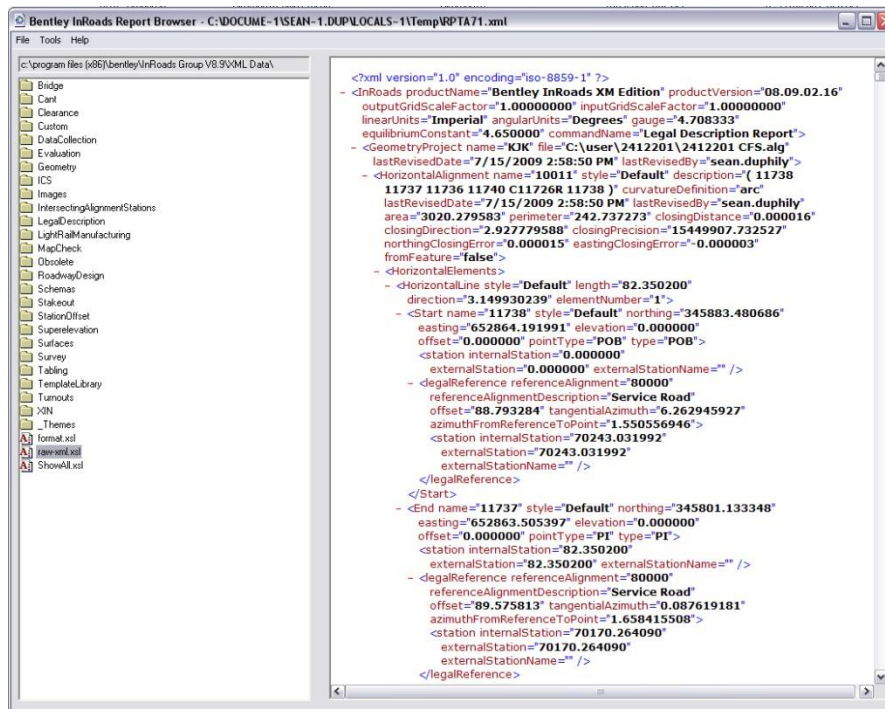 Bentley InRoads Report Browser - C:\DOCUME~1\SEAN~1.DUP\LOCALS~1\Temp\RPTA71.xml
File Tools Help
c:\program files (x86)\bentley\InRoads Group V8.9\XML Data\
Bridge
Cant
Clearance
Custom
DataCollection
Evaluation
Geometry
ICS
Images
IntersectingAlignmentStations
LegalDescription
LightRailManufacturing
MapCheck
Obsolete
RoadwayDesign
Schemas
Stakeout
StationOffset
Superelevation
Surfaces
Survey
Tabling
TemplateLibrary
Turnouts
XIN
_Themes
format.xsl
raw-xml.xsl
ShowAll.xsl
<?xml version="1.0" encoding="iso-8859-1" ?>
- <InRoads productName="Bentley InRoads XM Edition" productVersion="08.09.02.16"
outputGridScaleFactor="1.00000000" inputGridScaleFactor="1.00000000"
linearUnits="Imperial" angularUnits="Degrees" gauge="4.708333"
equilibriumConstant="4.650000" commandName="Legal Description Report">
- <GeometryProject name="KJK" file="C:\user\2412201\2412201 CFS.alg"
lastRevisedDate="7/15/2009 2:58:50 PM" lastRevisedBy="sean.duphily">
- <HorizontalAlignment name="10011" style="Default" description="( 11738
11737 11736 11740 C11726R 11738 )" curvatureDefinition="arc"
lastRevisedDate="7/15/2009 2:58:50 PM" lastRevisedBy="sean.duphily"
area="3020.279583" perimeter="242.737273" closingDistance="0.000016"
closingDirection="2.927779588" closingPrecision="15449907.732527"
northingClosingError="0.000015" eastingClosingError="-0.000003"
fromFeature="false">
- <HorizontalElements>
- <HorizontalLine style="Default" length="82.350200"
direction="3.149930239" elementNumber="1">
- <Start name="11738" style="Default" northing="345883.480686"
easting="652864.191991" elevation="0.000000"
offset="0.000000" pointType="POB" type="POB">
<station internalStation="0.000000"
externalStation="0.000000" externalStationName="" />
- <legalReference referenceAlignment="80000"
referenceAlignmentDescription="Service Road"
offset="88.793284" tangentialAzimuth="6.262945927"
azimuthFromReferenceToPoint="1.550556946">
<station internalStation="70243.031992"
externalStation="70243.031992"
externalStationName="" />
</legalReference>
</Start>
- <End name="11737" style="Default" northing="345801.133348"
easting="652863.505397" elevation="0.000000"
offset="0.000000" pointType="PI" type="PI">
<station internalStation="82.350200"
externalStation="82.350200" externalStationName="" />
- <legalReference referenceAlignment="80000"
referenceAlignmentDescription="Service Road"
offset="89.575813" tangentialAzimuth="0.087619181"
azimuthFromReferenceToPoint="1.658415508">
<station internalStation="70170.264090"
externalStation="70170.264090"
externalStationName="" />
</legalReference>